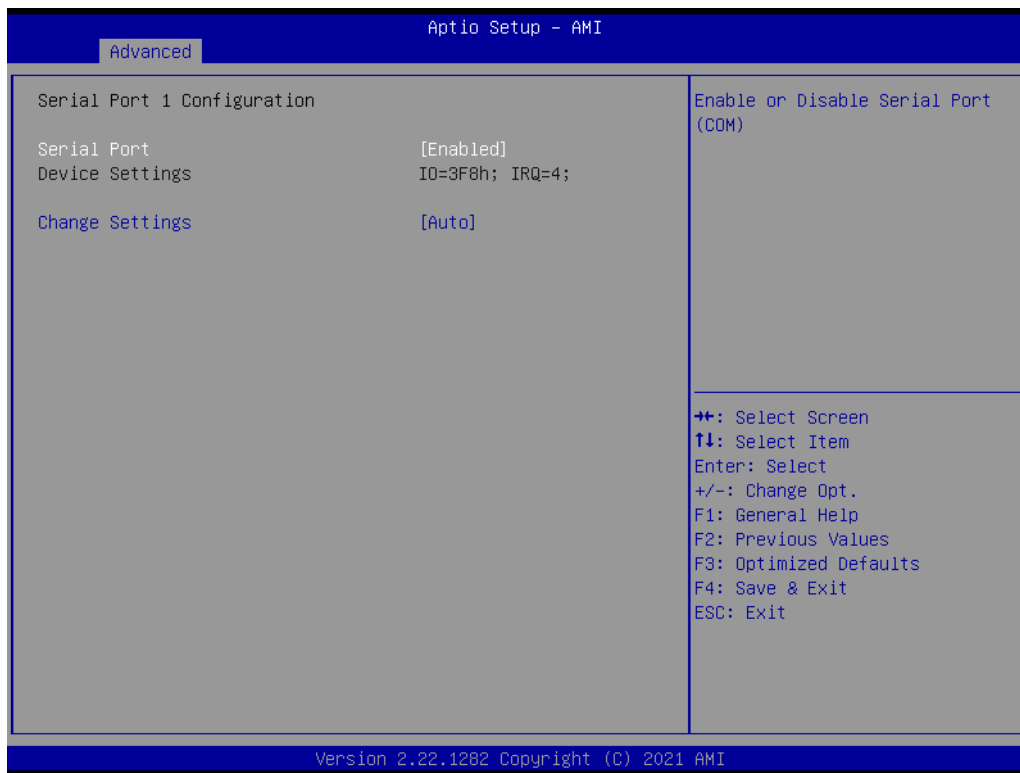 Aptio Setup – AMI
Advanced
Serial Port 1 Configuration
Serial Port [Enabled]
Device Settings IO=3F8h; IRQ=4;
Change Settings [Auto]
Enable or Disable Serial Port
(COM)
→←: Select Screen
↑↓: Select Item
Enter: Select
+/-: Change Opt.
F1: General Help
F2: Previous Values
F3: Optimized Defaults
F4: Save & Exit
ESC: Exit
Version 2.22.1282 Copyright (C) 2021 AMI